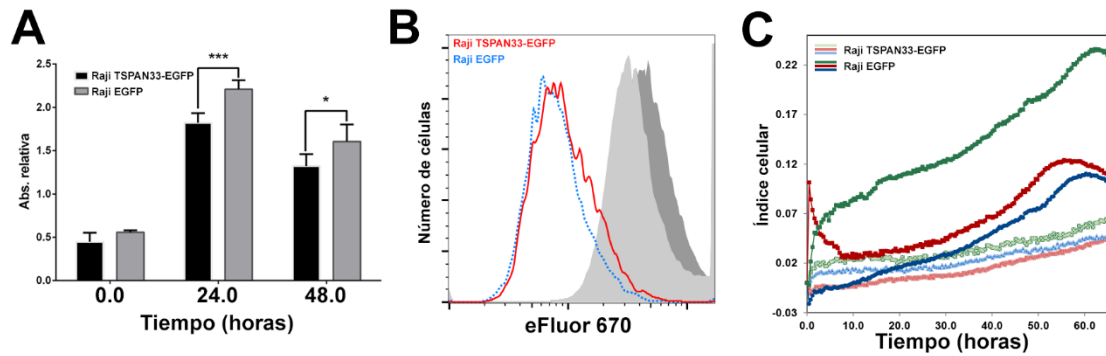 A
Raji TSPAN33-EGFP
Raji EGFP
***
*
2.5
2.0
1.5
1.0
0.5
0.0
Abs. relativa
0.0 24.0 48.0
Tiempo (horas)
B
Raji TSPAN33-EGFP
Raji EGFP
Número de células
eFluor 670
C
Raji TSPAN33-EGFP
Raji EGFP
0.22
0.17
0.12
0.07
0.02
-0.03
Índice celular
0.0 10.0 20.0 30.0 40.0 50.0 60.0
Tiempo (horas)